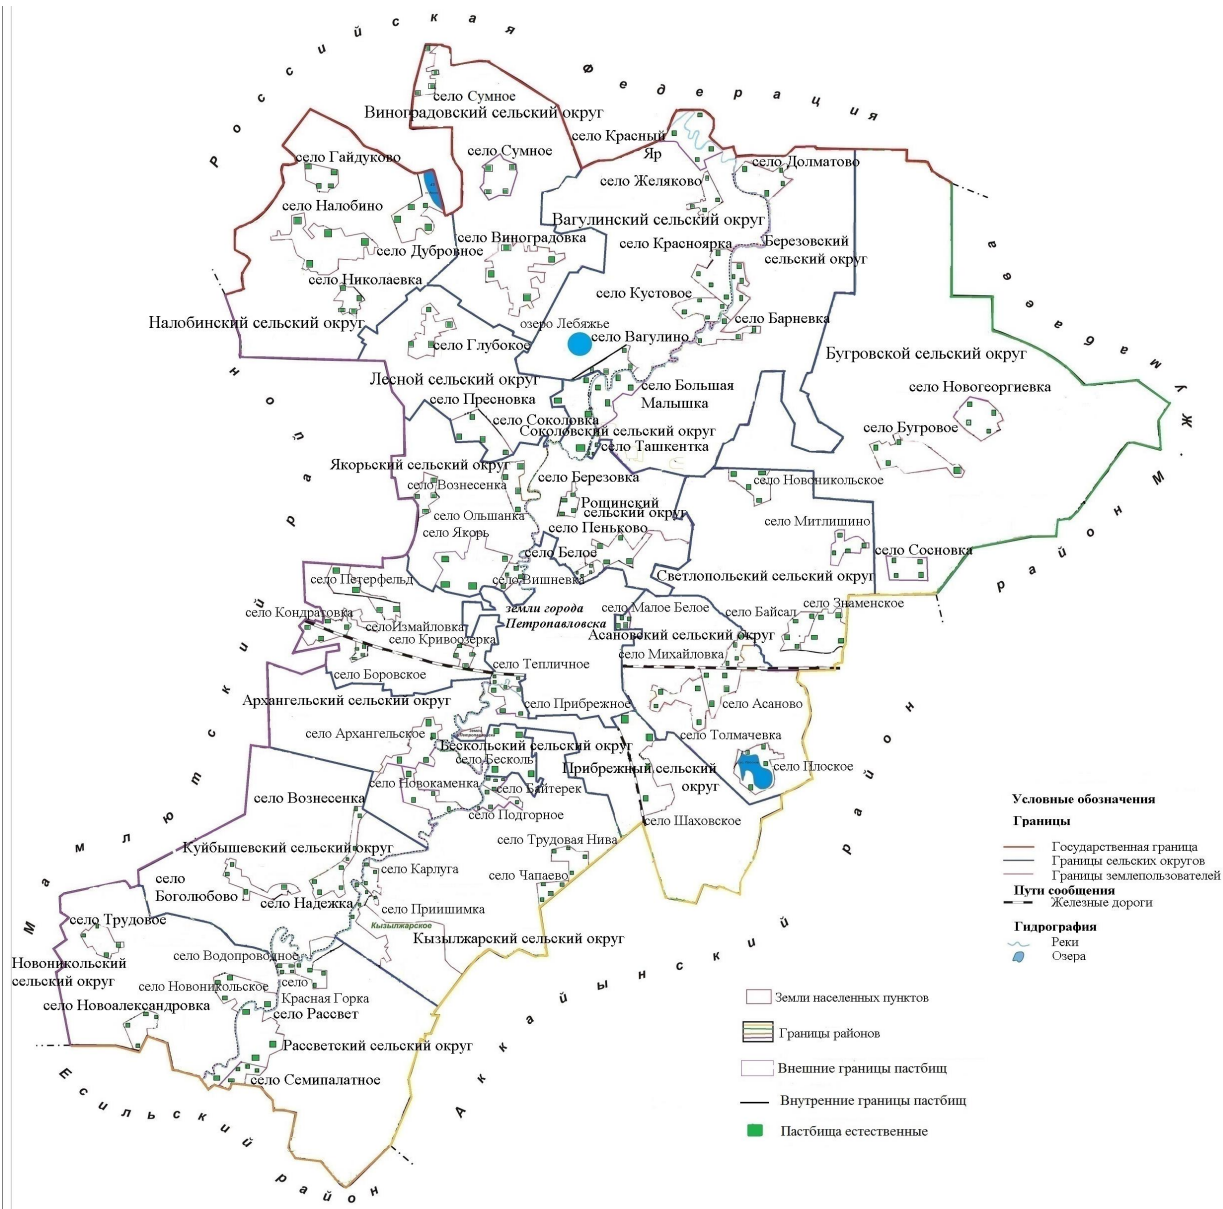 Российская Федерация
село Сумное
Виноградовский сельский округ
село Красный
Яр
село Гайдуково
село Сумное
село Долматово
село Желяково
село Налобино
Вагулинский сельский округ
село Дубровное
село Виноградовка
село Красноярка
Березовский
сельский округ
село Николаевка
село Кустовое
Налобинский сельский округ
озеро Лебяжье
село Барневка
село Глубокое
село Вагулино
Бугровской сельский округ
Лесной сельский округ
село Большая
Малышка
село Новогеоргиевка
село Пресновка
село Соколовка
Соколовский сельский округ
село Бугровое
село Ташкентка
Якорьский сельский округ
село Вознесенка
село Березовка
село Новоникольское
Рощинский
сельский округ
село Ольшанка
село Пеньково
село Митлишино
село Якорь
село Белое
село Сосновка
село Петерфельд
село Вишневка
Светлопольский сельский округ
село Кондратовка
земли города
Петропавловска
село Малое Белое
село Байсал
село Знаменское
село Измайловка
село Кривоозерка
Асановский сельский округ
село Михайловка
село Боровское
село Тепличное
Архангельский сельский округ
село Прибрежное
село Асаново
село Архангельское
село Толмачевка
Бескольский сельский округ
село Бесколь
Прибрежный сельский
округ
село Плоское
село Новокаменка
село Байтерек
село Вознесенка
село Подгорное
село Шаховское
село Трудовая Нива
Куйбышевский сельский округ
село Карлуга
село Чапаево
село
Боголюбово
село Надежка
село Приишимка
село Трудовое
Кызылжарское
Кызылжарский сельский округ
село Водопроводное
Новоникольский
сельский округ
село Новоникольское
село
Красная Горка
село Новоалександровка
село Рассвет
Рассветский сельский округ
село Семипалатное
район М. Жумабаева
Мамлютский район
Есильский район
Аккайынский район
Условные обозначения
Границы
Государственная граница
Границы сельских округов
Границы землепользователей
Пути сообщения
Железные дороги
Гидрография
Реки
Озера
Земли населенных пунктов
Границы районов
Внешние границы пастбищ
Внутренние границы пастбищ
Пастбища естественные